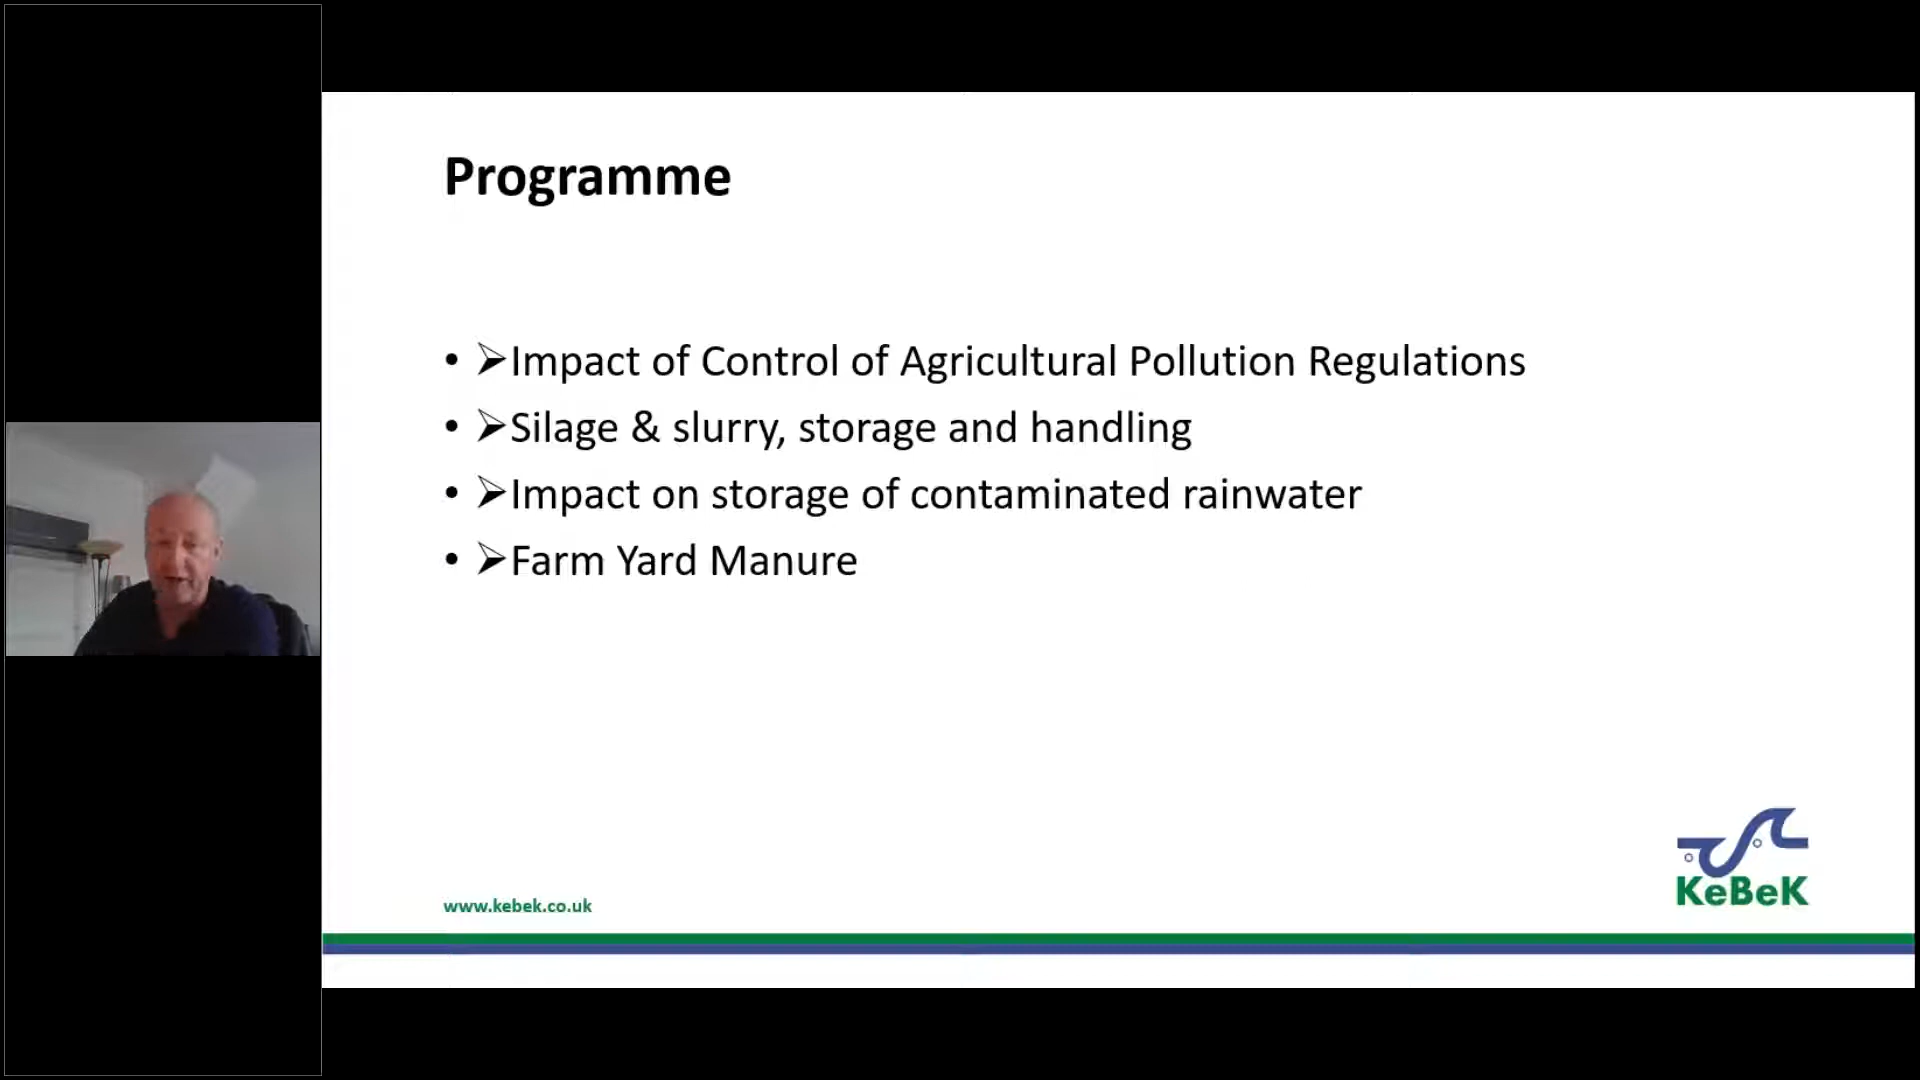 Programme
• ➢Impact of Control of Agricultural Pollution Regulations
• ➢Silage & slurry, storage and handling
• ➢Impact on storage of contaminated rainwater
• ➢Farm Yard Manure
www.kebek.co.uk
KeBeK